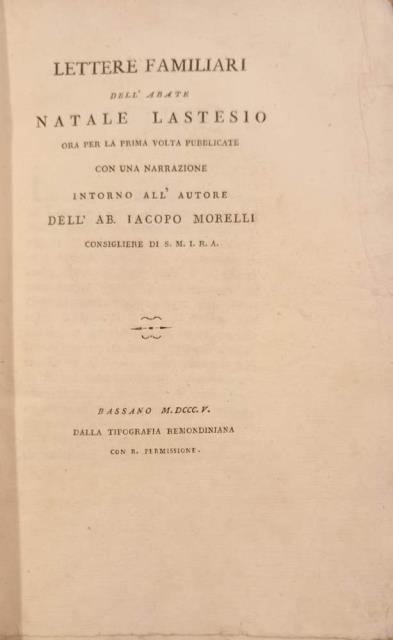 LETTERE FAMILIARI
DELL' ABATE
NATALE LASTESIO
ORA PER LA PRIMA VOLTA PUBBLICATE
CON UNA NARRAZIONE
INTORNO ALL' AUTORE
DELL' AB. IACOPO MORELLI
CONSIGLIERE DI S. M. I. R. A.
BASSANO M.DCCC.V.
DALLA TIPOGRAFIA REMONDINIANA
CON R. PERMISSIONE.